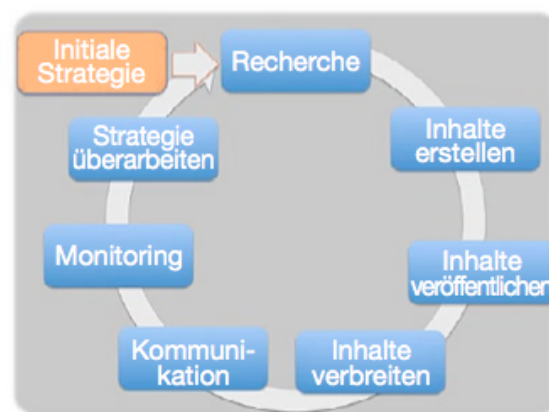 Initiale
Strategie
Recherche
Inhalte
erstellen
Inhalte
veröffentlichen
Inhalte
verbreiten
Kommuni-
kation
Monitoring
Strategie
überarbeiten